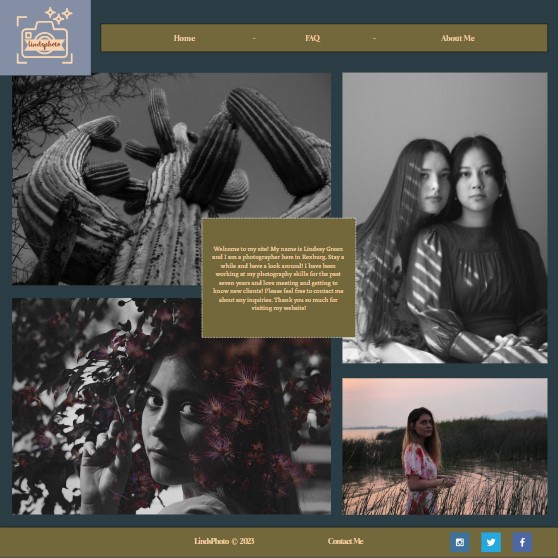 Lindsphoto
Home - FAQ - About Me
Welcome to my site! My name is Lindsay Green
and I am a photographer here in Rexburg. Stay a
while and have a look around! I have been
working at my photography skills for the past
seven years and love meeting and getting to
know new clients! Please feel free to contact me
about any inquiries. Thank you so much for
visiting my website!
LindsPhoto © 2023 Contact Me